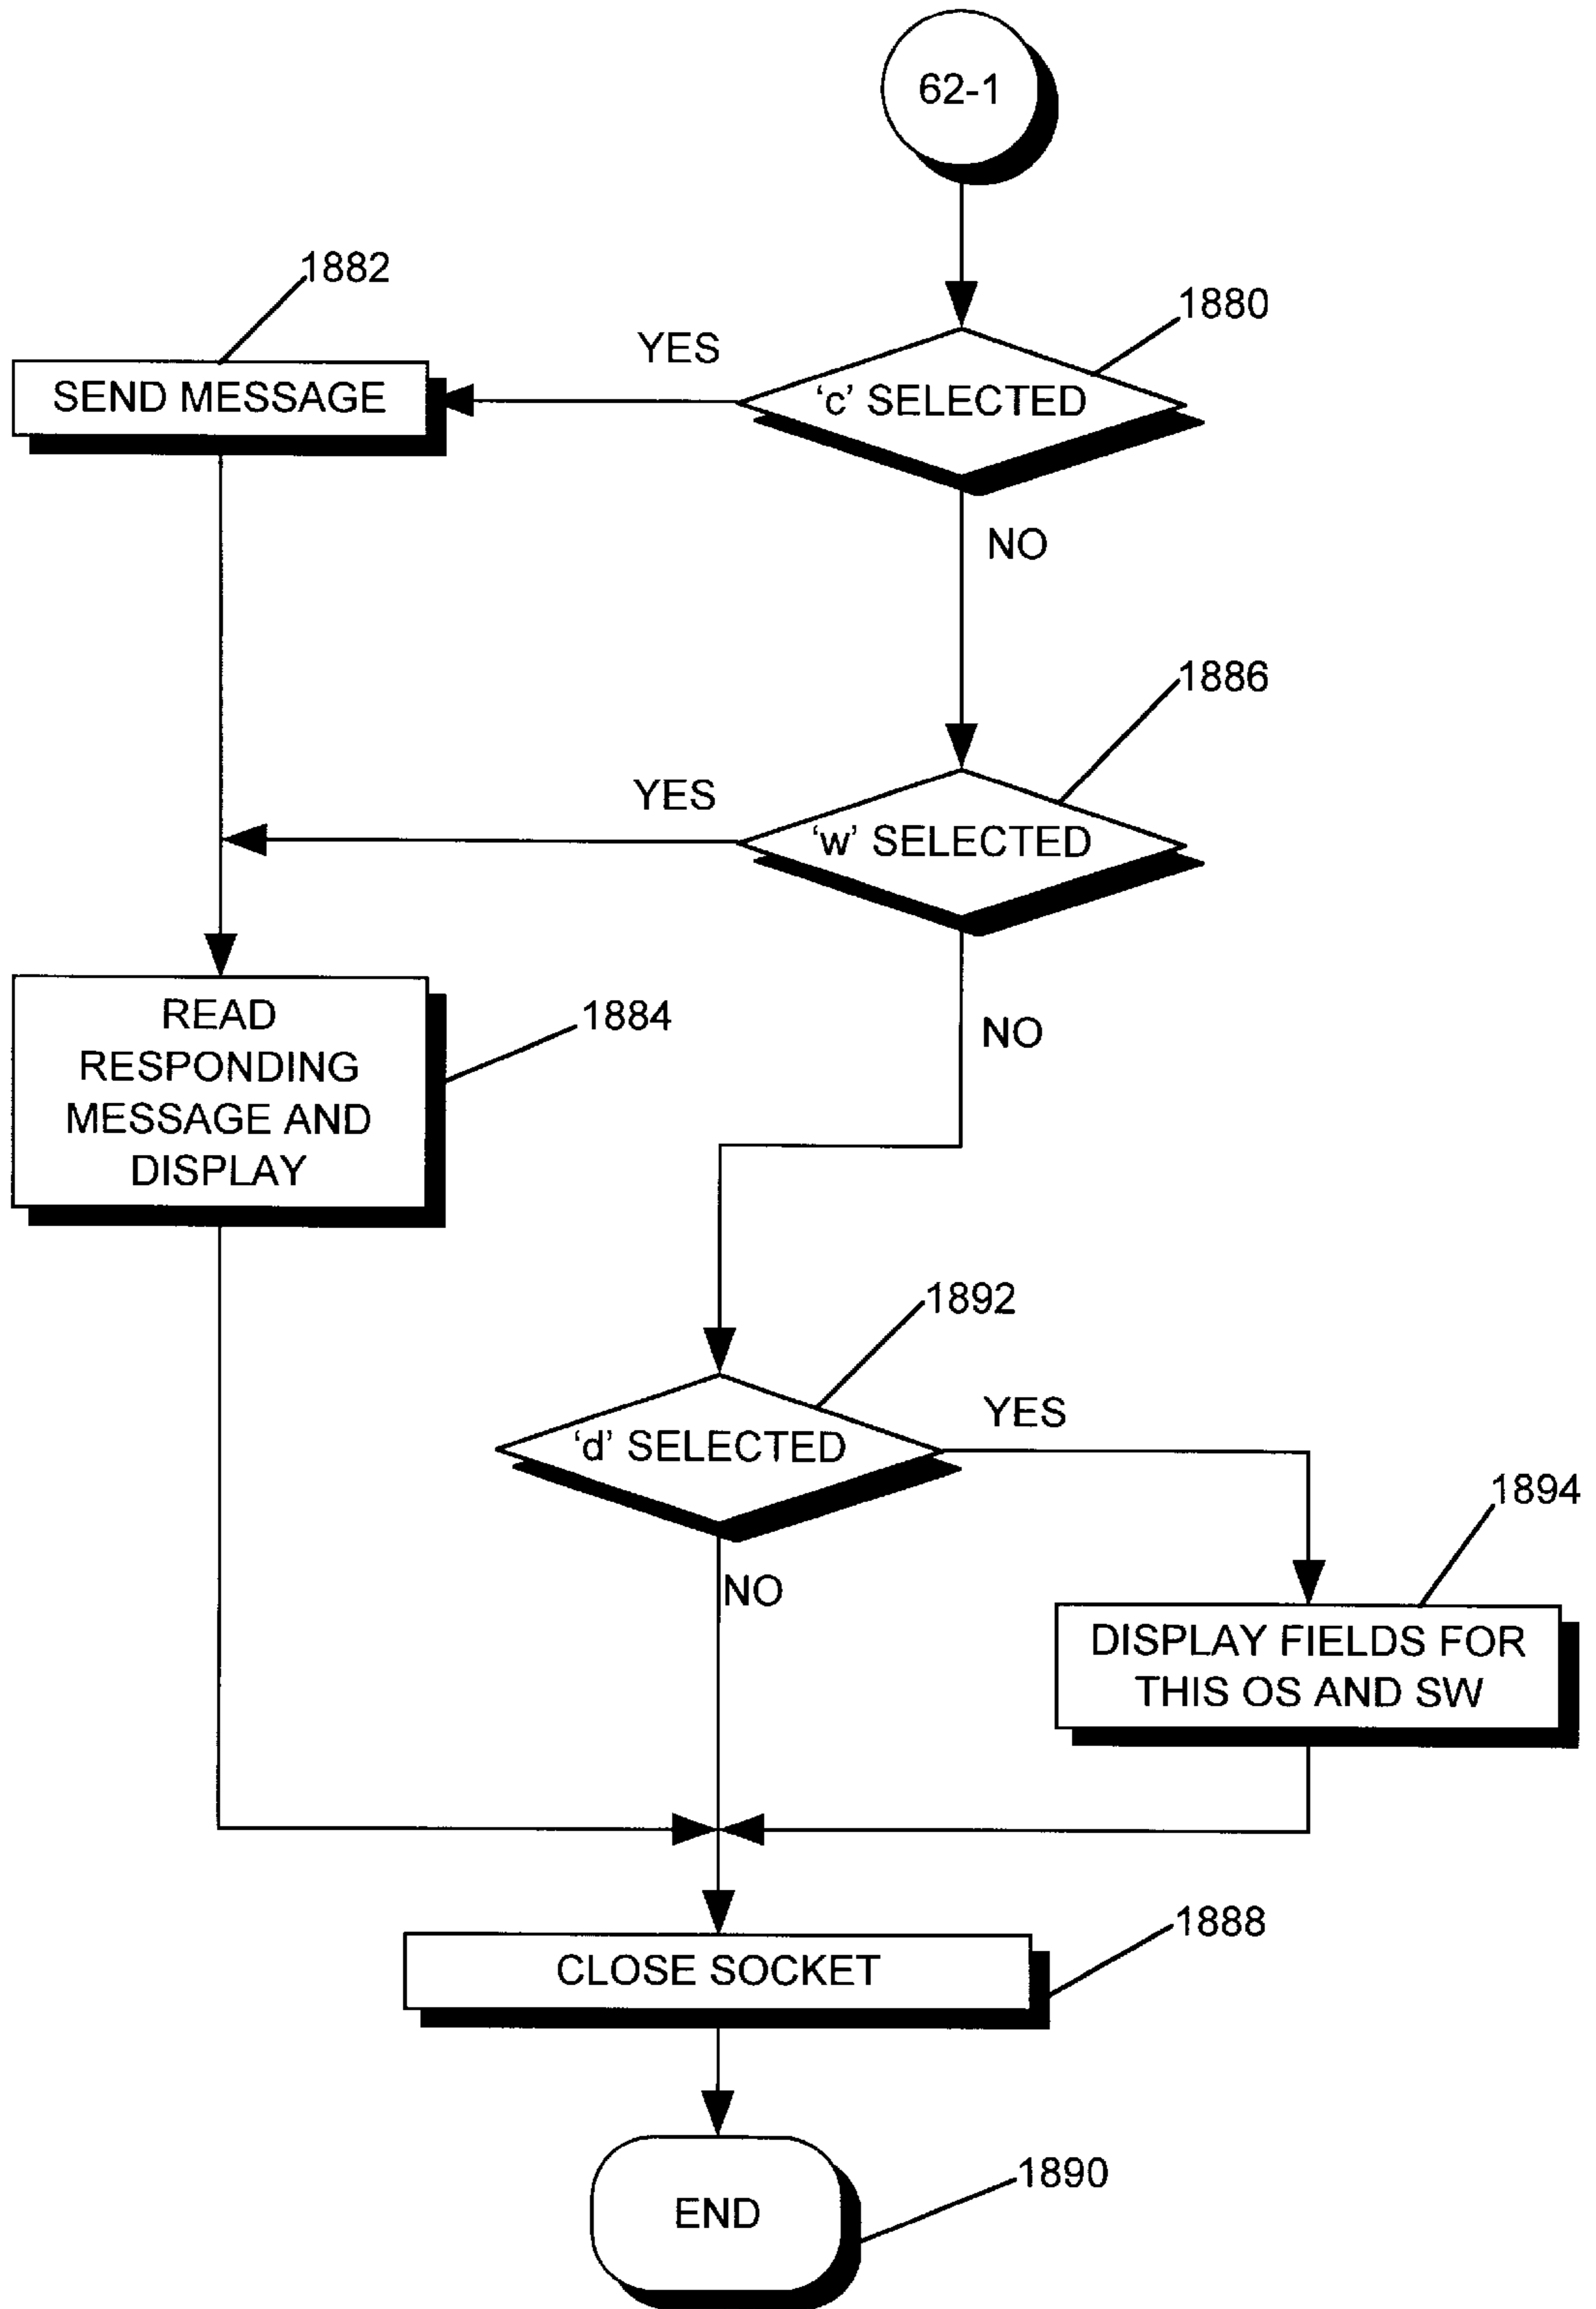 62-1
1882
1880
YES
SEND MESSAGE
‘c’ SELECTED
NO
1886
YES
‘w’ SELECTED
READ
RESPONDING
MESSAGE AND
DISPLAY
1884
NO
1892
‘d’ SELECTED
YES
1894
NO
DISPLAY FIELDS FOR
THIS OS AND SW
1888
CLOSE SOCKET
1890
END